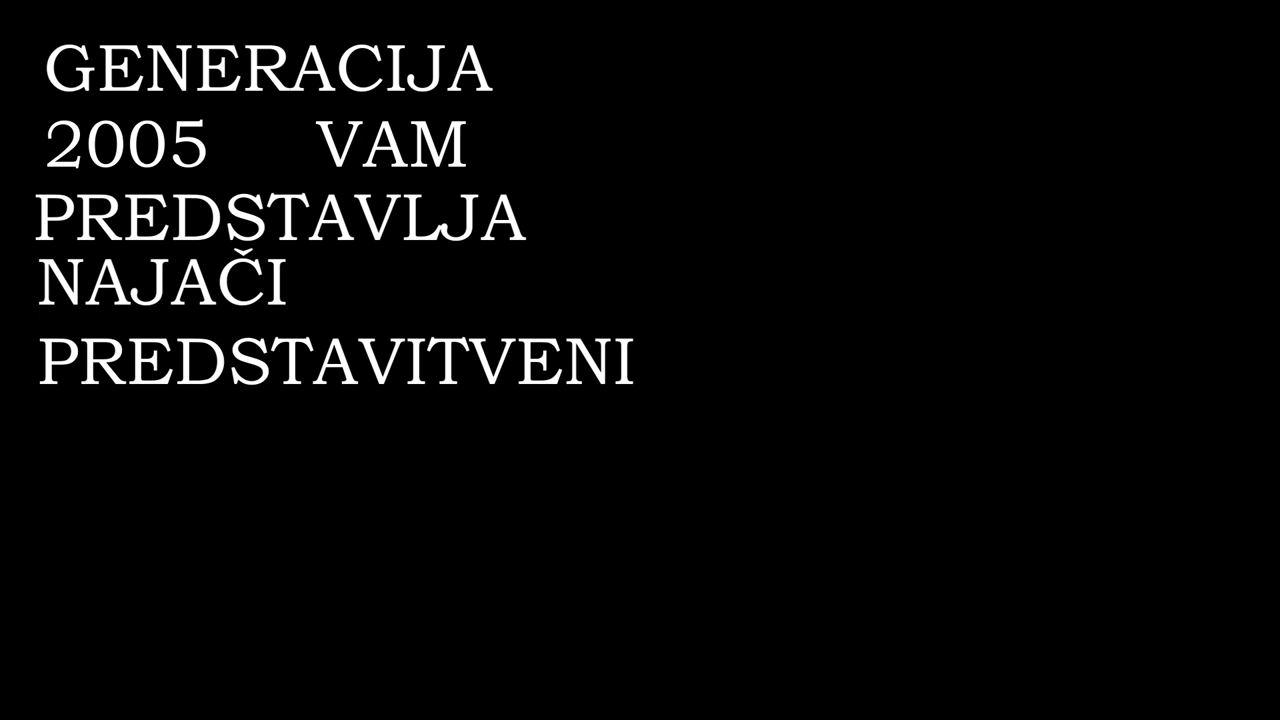 GENERACIJA
2005 VAM
PREDSTAVLJA
NAJAČI
PREDSTAVITVENI